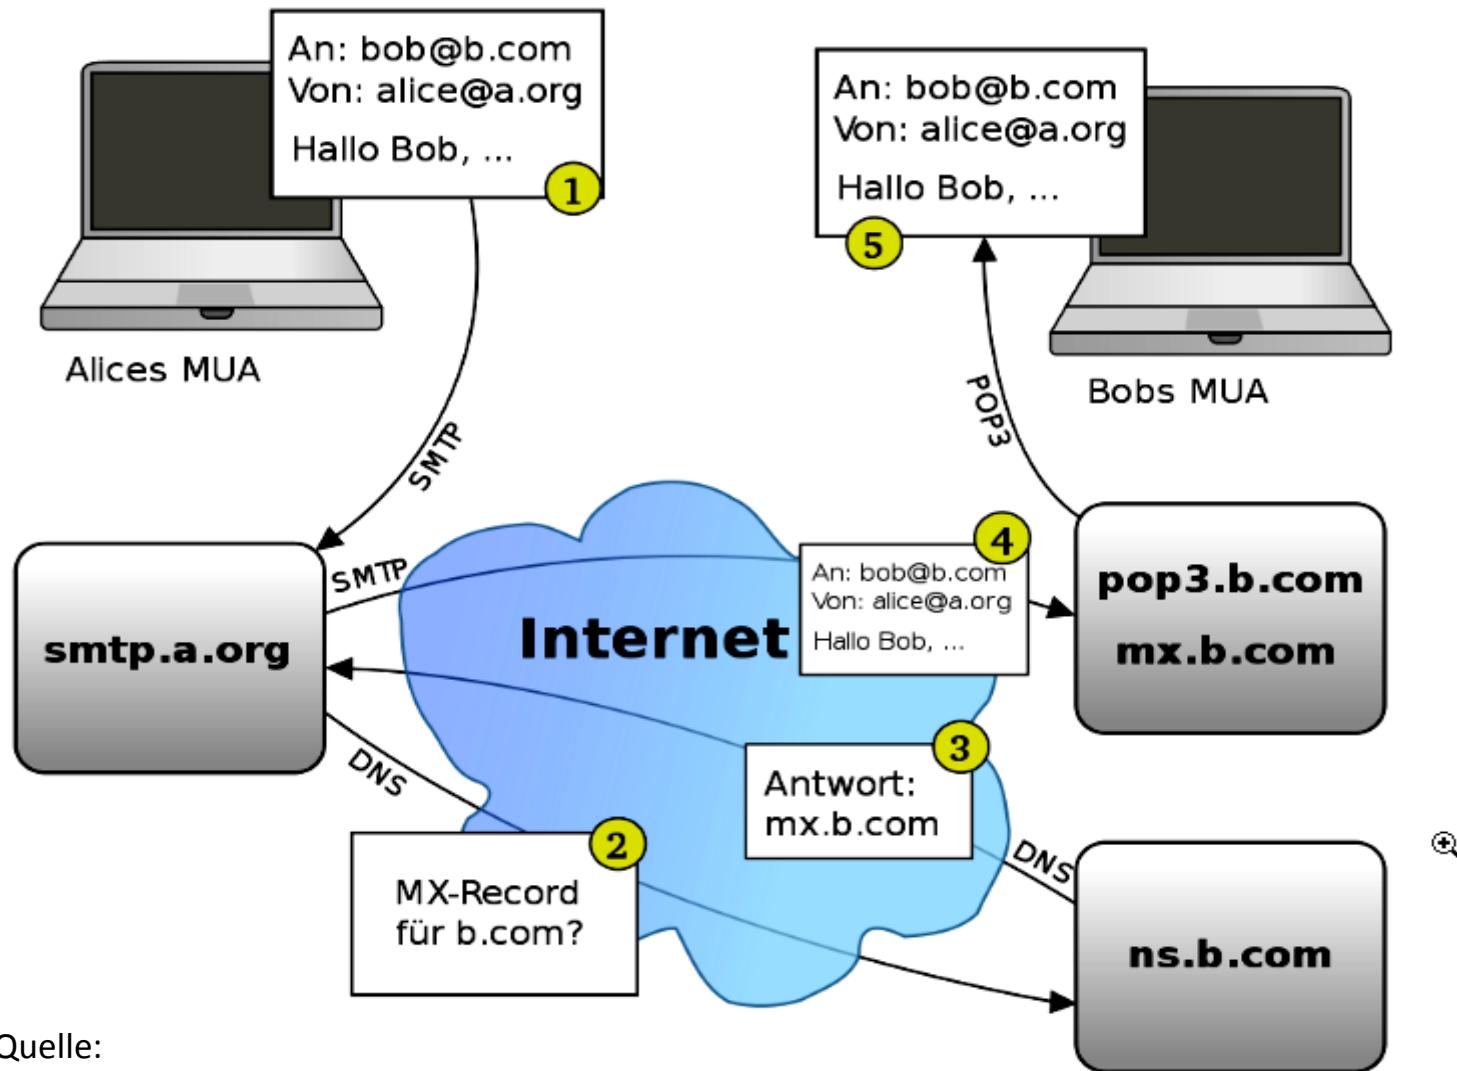 An: bob@b.com
Von: alice@a.org
Hallo Bob, ...
1
Alices MUA
An: bob@b.com
Von: alice@a.org
Hallo Bob, ...
5
Bobs MUA
SMTP
POP3
smtp.a.org
SMTP
Internet
4
An: bob@b.com
Von: alice@a.org
Hallo Bob, ...
pop3.b.com
mx.b.com
3
Antwort:
mx.b.com
DNS
2
MX-Record
für b.com?
DNS
ns.b.com
Quelle: